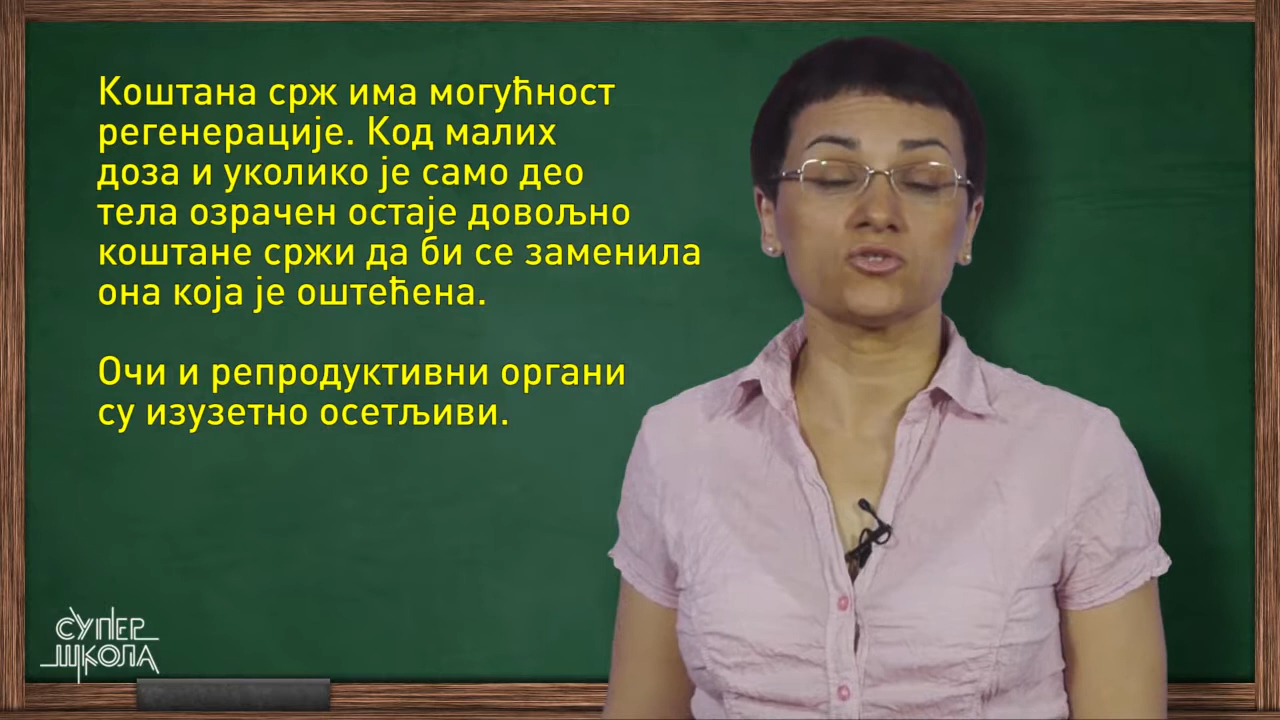 Коштана срж има могућност
регенерације. Код малих
доза и уколико је само део
тела озрачен остаје довољно
коштане сржи да би се заменила
она која је оштећена.
Очи и репродуктивни органи
су изузетно осетљиви.
СУПЕР
ШКОЛА